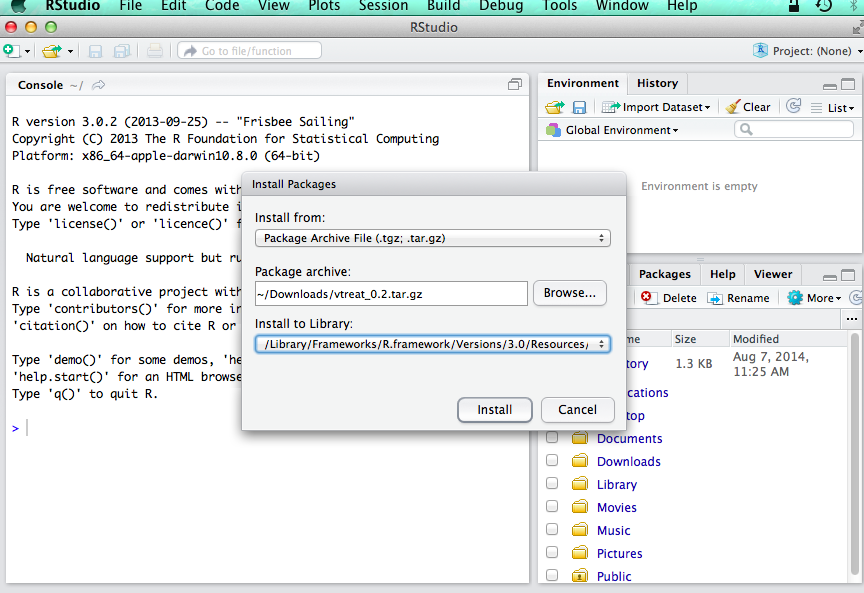 RStudio File Edit Code View Plots Session Build Debug Tools Window Help
RStudio
Go to file/function
Project: (None)
Console ~/
R version 3.0.2 (2013-09-25) -- "Frisbee Sailing"
Copyright (C) 2013 The R Foundation for Statistical Computing
Platform: x86_64-apple-darwin10.8.0 (64-bit)
R is free software and comes with
You are welcome to redistribute i
Type 'license()' or 'licence()' f
Natural language support but ru
R is a collaborative project with
Type 'contributors()' for more in
'citation()' on how to cite R or
Type 'demo()' for some demos, 'he
'help.start()' for an HTML browse
Type 'q()' to quit R.
>
Install Packages
Install from:
Package Archive File (.tgz; .tar.gz)
Package archive:
~/Downloads/vtreat_0.2.tar.gz
Browse...
Install to Library:
/Library/Frameworks/R.framework/Versions/3.0/Resources/
Install Cancel
Environment History
Import Dataset Clear List
Global Environment
Environment is empty
Packages Help Viewer
Delete Rename More
...
me Size Modified
tory 1.3 KB Aug 7, 2014,
11:25 AM
cations
top
Documents
Downloads
Library
Movies
Music
Pictures
Public